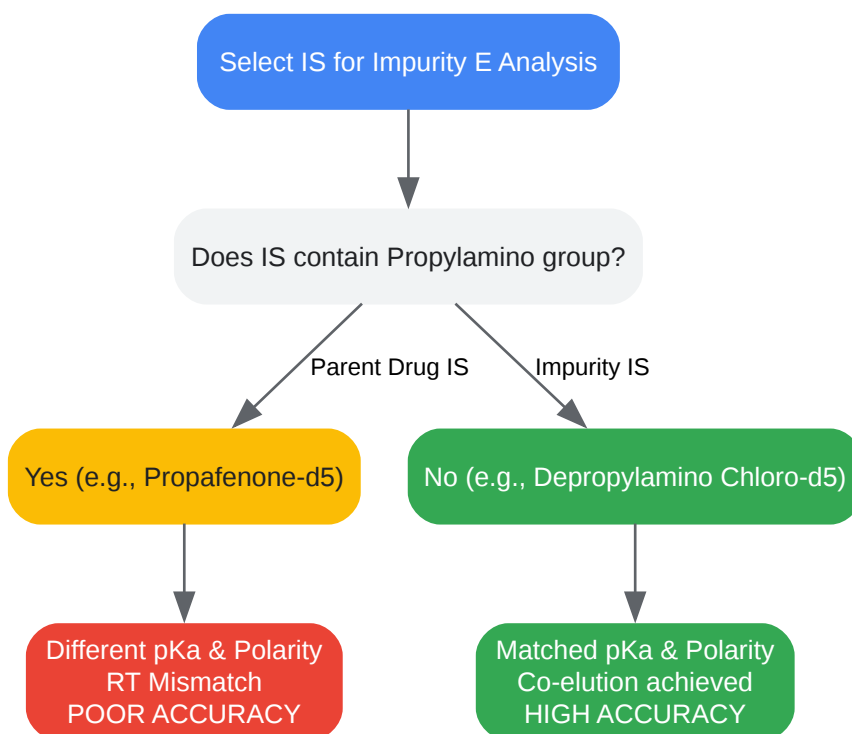 Select IS for Impurity E Analysis
Does IS contain Propylamino group?
Parent Drug IS
Impurity IS
Yes (e.g., Propafenone-d5)
No (e.g., Depropylamino Chloro-d5)
Different pKa & Polarity
RT Mismatch
POOR ACCURACY
Matched pKa & Polarity
Co-elution achieved
HIGH ACCURACY